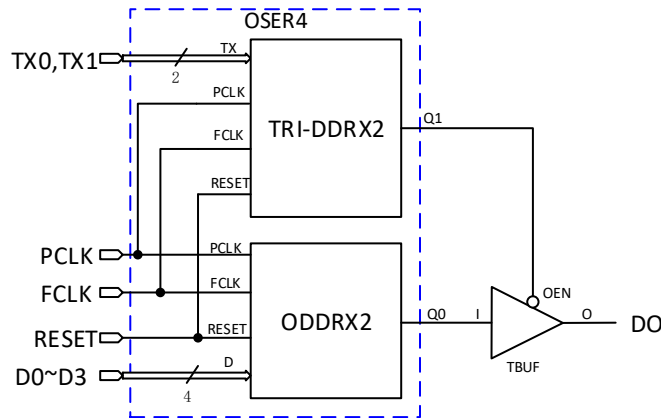 OSER4
TX0,TX1
2
TX
PCLK
FCLK
RESET
TRI-DDRX2
Q1
PCLK
FCLK
RESET
D0~D3
4
PCLK
FCLK
RESET
D
ODDRX2
Q0
I
OEN
O
DO
TBUF